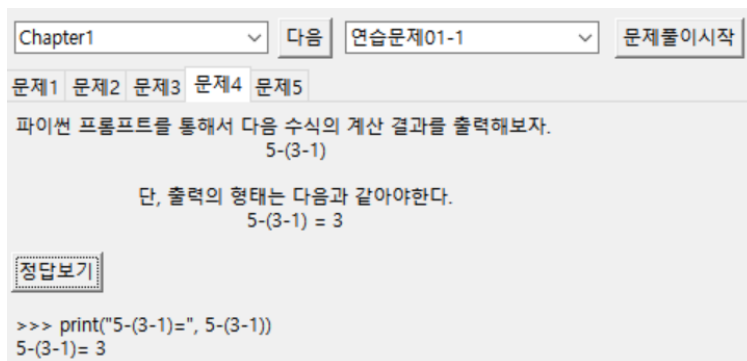 Chapter1 다음 연습문제01-1 문제풀이시작
문제1 문제2 문제3 문제4 문제5
파이썬 프롬프트를 통해서 다음 수식의 계산 결과를 출력해보자.
5-(3-1)
단, 출력의 형태는 다음과 같아야한다.
5-(3-1) = 3
정답보기
>>> print("5-(3-1)=", 5-(3-1))
5-(3-1)= 3